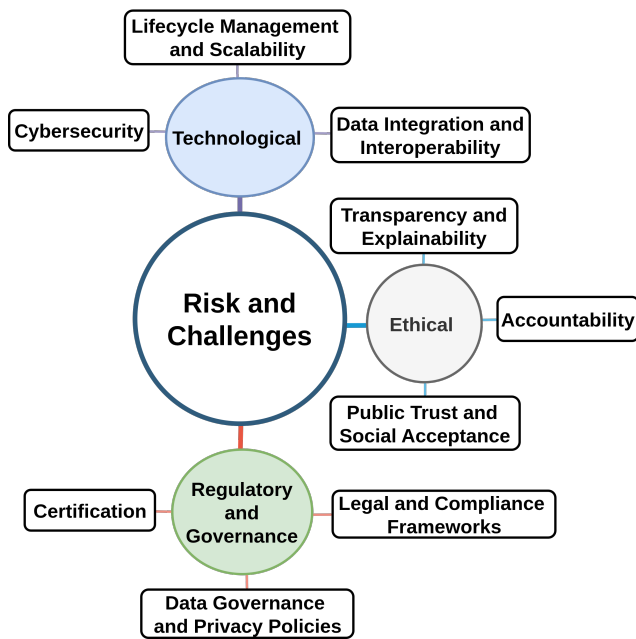 Lifecycle Management
and Scalability
Cybersecurity
Technological
Data Integration and
Interoperability
Transparency and
Explainability
Risk and
Challenges
Ethical
Accountability
Public Trust and
Social Acceptance
Regulatory
and
Governance
Certification
Legal and Compliance
Frameworks
Data Governance
and Privacy Policies